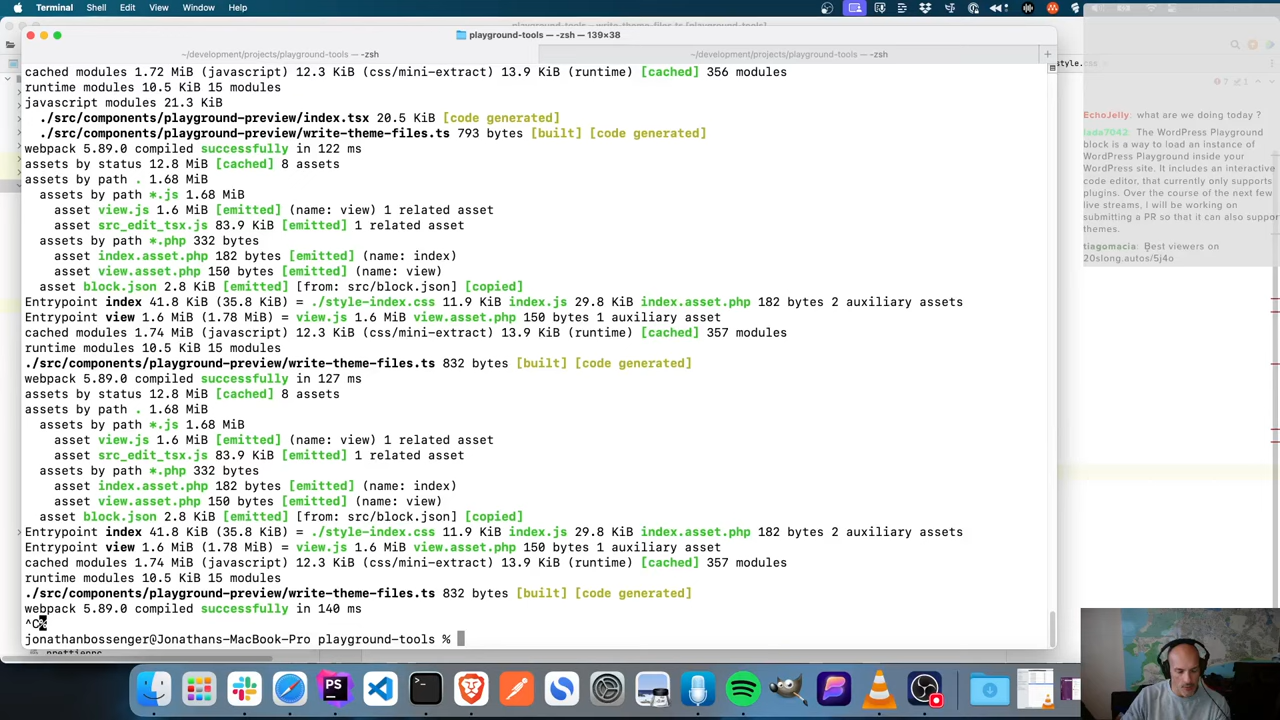 Terminal Shell Edit View Window Help
playground-tools — -zsh — 139×38
~/development/projects/playground-tools — -zsh
~/development/projects/playground-tools — -zsh
cached modules 1.72 MiB (javascript) 12.3 KiB (css/mini-extract) 13.9 KiB (runtime) [cached] 356 modules
runtime modules 10.5 KiB 15 modules
javascript modules 21.3 KiB
./src/components/playground-preview/index.tsx 20.5 KiB [code generated]
./src/components/playground-preview/write-theme-files.ts 793 bytes [built] [code generated]
webpack 5.89.0 compiled successfully in 122 ms
assets by status 12.8 MiB [cached] 8 assets
assets by path . 1.68 MiB
assets by path *.js 1.68 MiB
asset view.js 1.6 MiB [emitted] (name: view) 1 related asset
asset src_edit_tsx.js 83.9 KiB [emitted] 1 related asset
assets by path *.php 332 bytes
asset index.asset.php 182 bytes [emitted] (name: index)
asset view.asset.php 150 bytes [emitted] (name: view)
asset block.json 2.8 KiB [emitted] [from: src/block.json] [copied]
Entrypoint index 41.8 KiB (35.8 KiB) = ./style-index.css 11.9 KiB index.js 29.8 KiB index.asset.php 182 bytes 2 auxiliary assets
Entrypoint view 1.6 MiB (1.78 MiB) = view.js 1.6 MiB view.asset.php 150 bytes 1 auxiliary asset
cached modules 1.74 MiB (javascript) 12.3 KiB (css/mini-extract) 13.9 KiB (runtime) [cached] 357 modules
runtime modules 10.5 KiB 15 modules
./src/components/playground-preview/write-theme-files.ts 832 bytes [built] [code generated]
webpack 5.89.0 compiled successfully in 127 ms
assets by status 12.8 MiB [cached] 8 assets
assets by path . 1.68 MiB
assets by path *.js 1.68 MiB
asset view.js 1.6 MiB [emitted] (name: view) 1 related asset
asset src_edit_tsx.js 83.9 KiB [emitted] 1 related asset
assets by path *.php 332 bytes
asset index.asset.php 182 bytes [emitted] (name: index)
asset view.asset.php 150 bytes [emitted] (name: view)
asset block.json 2.8 KiB [emitted] [from: src/block.json] [copied]
Entrypoint index 41.8 KiB (35.8 KiB) = ./style-index.css 11.9 KiB index.js 29.8 KiB index.asset.php 182 bytes 2 auxiliary assets
Entrypoint view 1.6 MiB (1.78 MiB) = view.js 1.6 MiB view.asset.php 150 bytes 1 auxiliary asset
cached modules 1.74 MiB (javascript) 12.3 KiB (css/mini-extract) 13.9 KiB (runtime) [cached] 357 modules
runtime modules 10.5 KiB 15 modules
./src/components/playground-preview/write-theme-files.ts 832 bytes [built] [code generated]
webpack 5.89.0 compiled successfully in 140 ms
^C%
jonathanbossenger@Jonathans-MacBook-Pro playground-tools %
style.css
7 1
EchoJelly: what are we doing today ?
lada7042: The WordPress Playground
block is a way to load an instance of
WordPress Playground inside your
WordPress site. It includes an interactive
code editor, that currently only supports
plugins. Over the course of the next few
live streams, I will be working on
submitting a PR so that it can also support
themes.
tiagomacia: Best viewers on
20slong.autos/5j4o